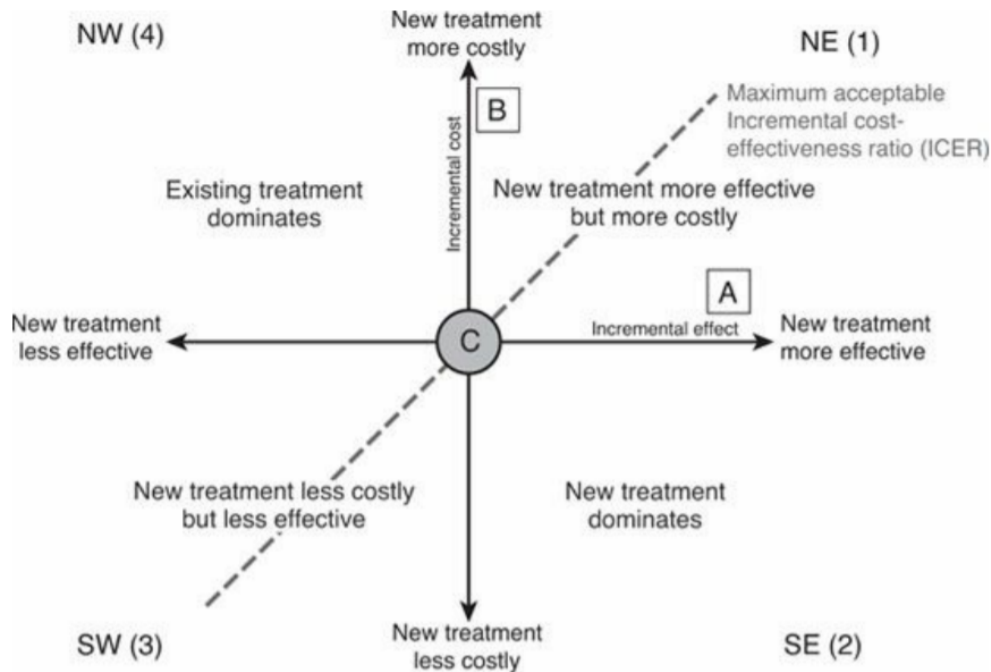 NW (4)
New treatment
more costly
NE (1)
B
Incremental cost
Maximum acceptable
Incremental cost-
effectiveness ratio (ICER)
Existing treatment
dominates
New treatment more effective
but more costly
A
New treatment
less effective
C
Incremental effect
New treatment
more effective
New treatment less costly
but less effective
New treatment
dominates
SW (3)
New treatment
less costly
SE (2)